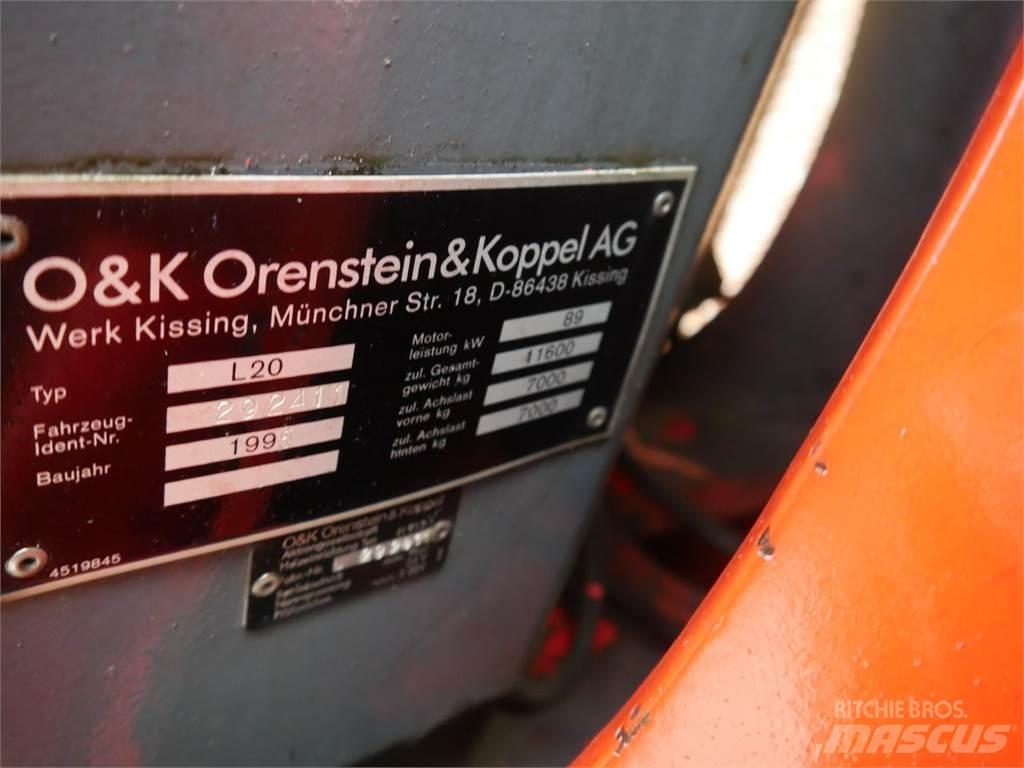 O&K Orenstein&Koppel AG
Werk Kissing, Münchner Str. 18, D-86438 Kissing
Typ L20
Fahrzeug-
Ident-Nr. 292411
Baujahr 199
Motor-
leistung kW 89
zul. Gesamt-
gewicht kg 11600
zul. Achslast
vorne kg 7000
zul. Achslast
hinten kg 7000
4519845
O&K Orenstein & Koppel
RITCHIE BROS.
MASCUS